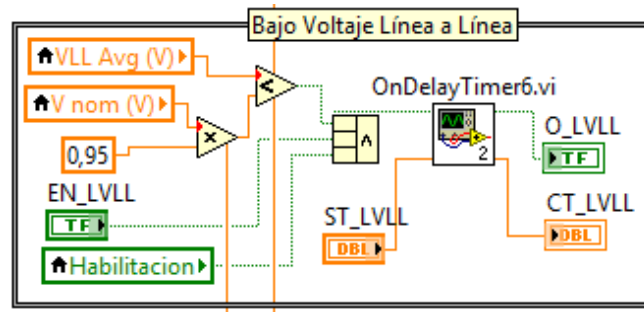 Bajo Voltaje Línea a Línea
VLL Avg (V)
OnDelayTimer6.vi
V nom (V)
O_LVLL
0,95
TF
2
EN_LVLL
ST_LVLL
CT_LVLL
TF
DBL
DBL
Habilitacion